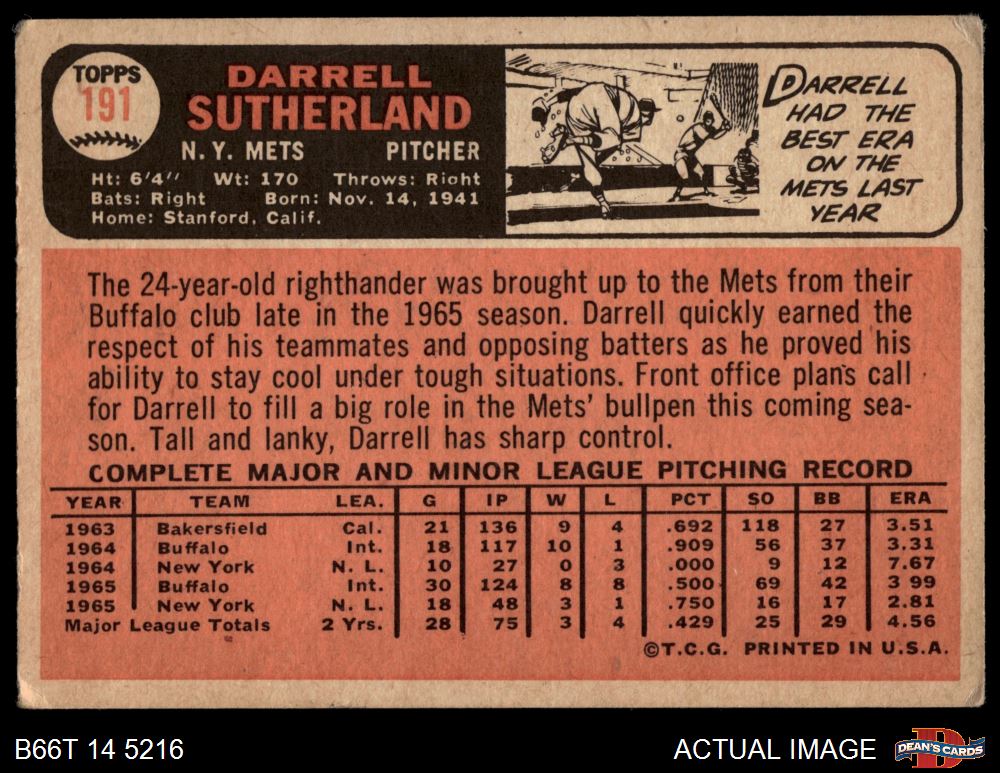 TOPPS
191
DARRELL
SUTHERLAND
N. Y. METS PITCHER
Ht: 6'4" Wt: 170 Throws: Right
Bats: Right Born: Nov. 14, 1941
Home: Stanford, Calif.
DARRELL
HAD THE
BEST ERA
ON THE
METS LAST
YEAR
The 24-year-old righthander was brought up to the Mets from their
Buffalo club late in the 1965 season. Darrell quickly earned the
respect of his teammates and opposing batters as he proved his
ability to stay cool under tough situations. Front office plans call
for Darrell to fill a big role in the Mets' bullpen this coming sea-
son. Tall and lanky, Darrell has sharp control.
COMPLETE MAJOR AND MINOR LEAGUE PITCHING RECORD
YEAR TEAM LEA. G IP W L PCT SO BB ERA
1963 Bakersfield Cal. 21 136 9 4 .692 118 27 3.51
1964 Buffalo Int. 18 117 10 1 .909 56 37 3.31
1964 New York N. L. 10 27 0 3 .000 9 12 7.67
1965 Buffalo Int. 30 124 8 8 .500 69 42 3 99
1965 New York N. L. 18 48 3 1 .750 16 17 2.81
Major League Totals 2 Yrs. 28 75 3 4 .429 25 29 4.56
©T.C.G. PRINTED IN U.S.A.
B66T 14 5216 ACTUAL IMAGE
D
DEAN'S CARDS